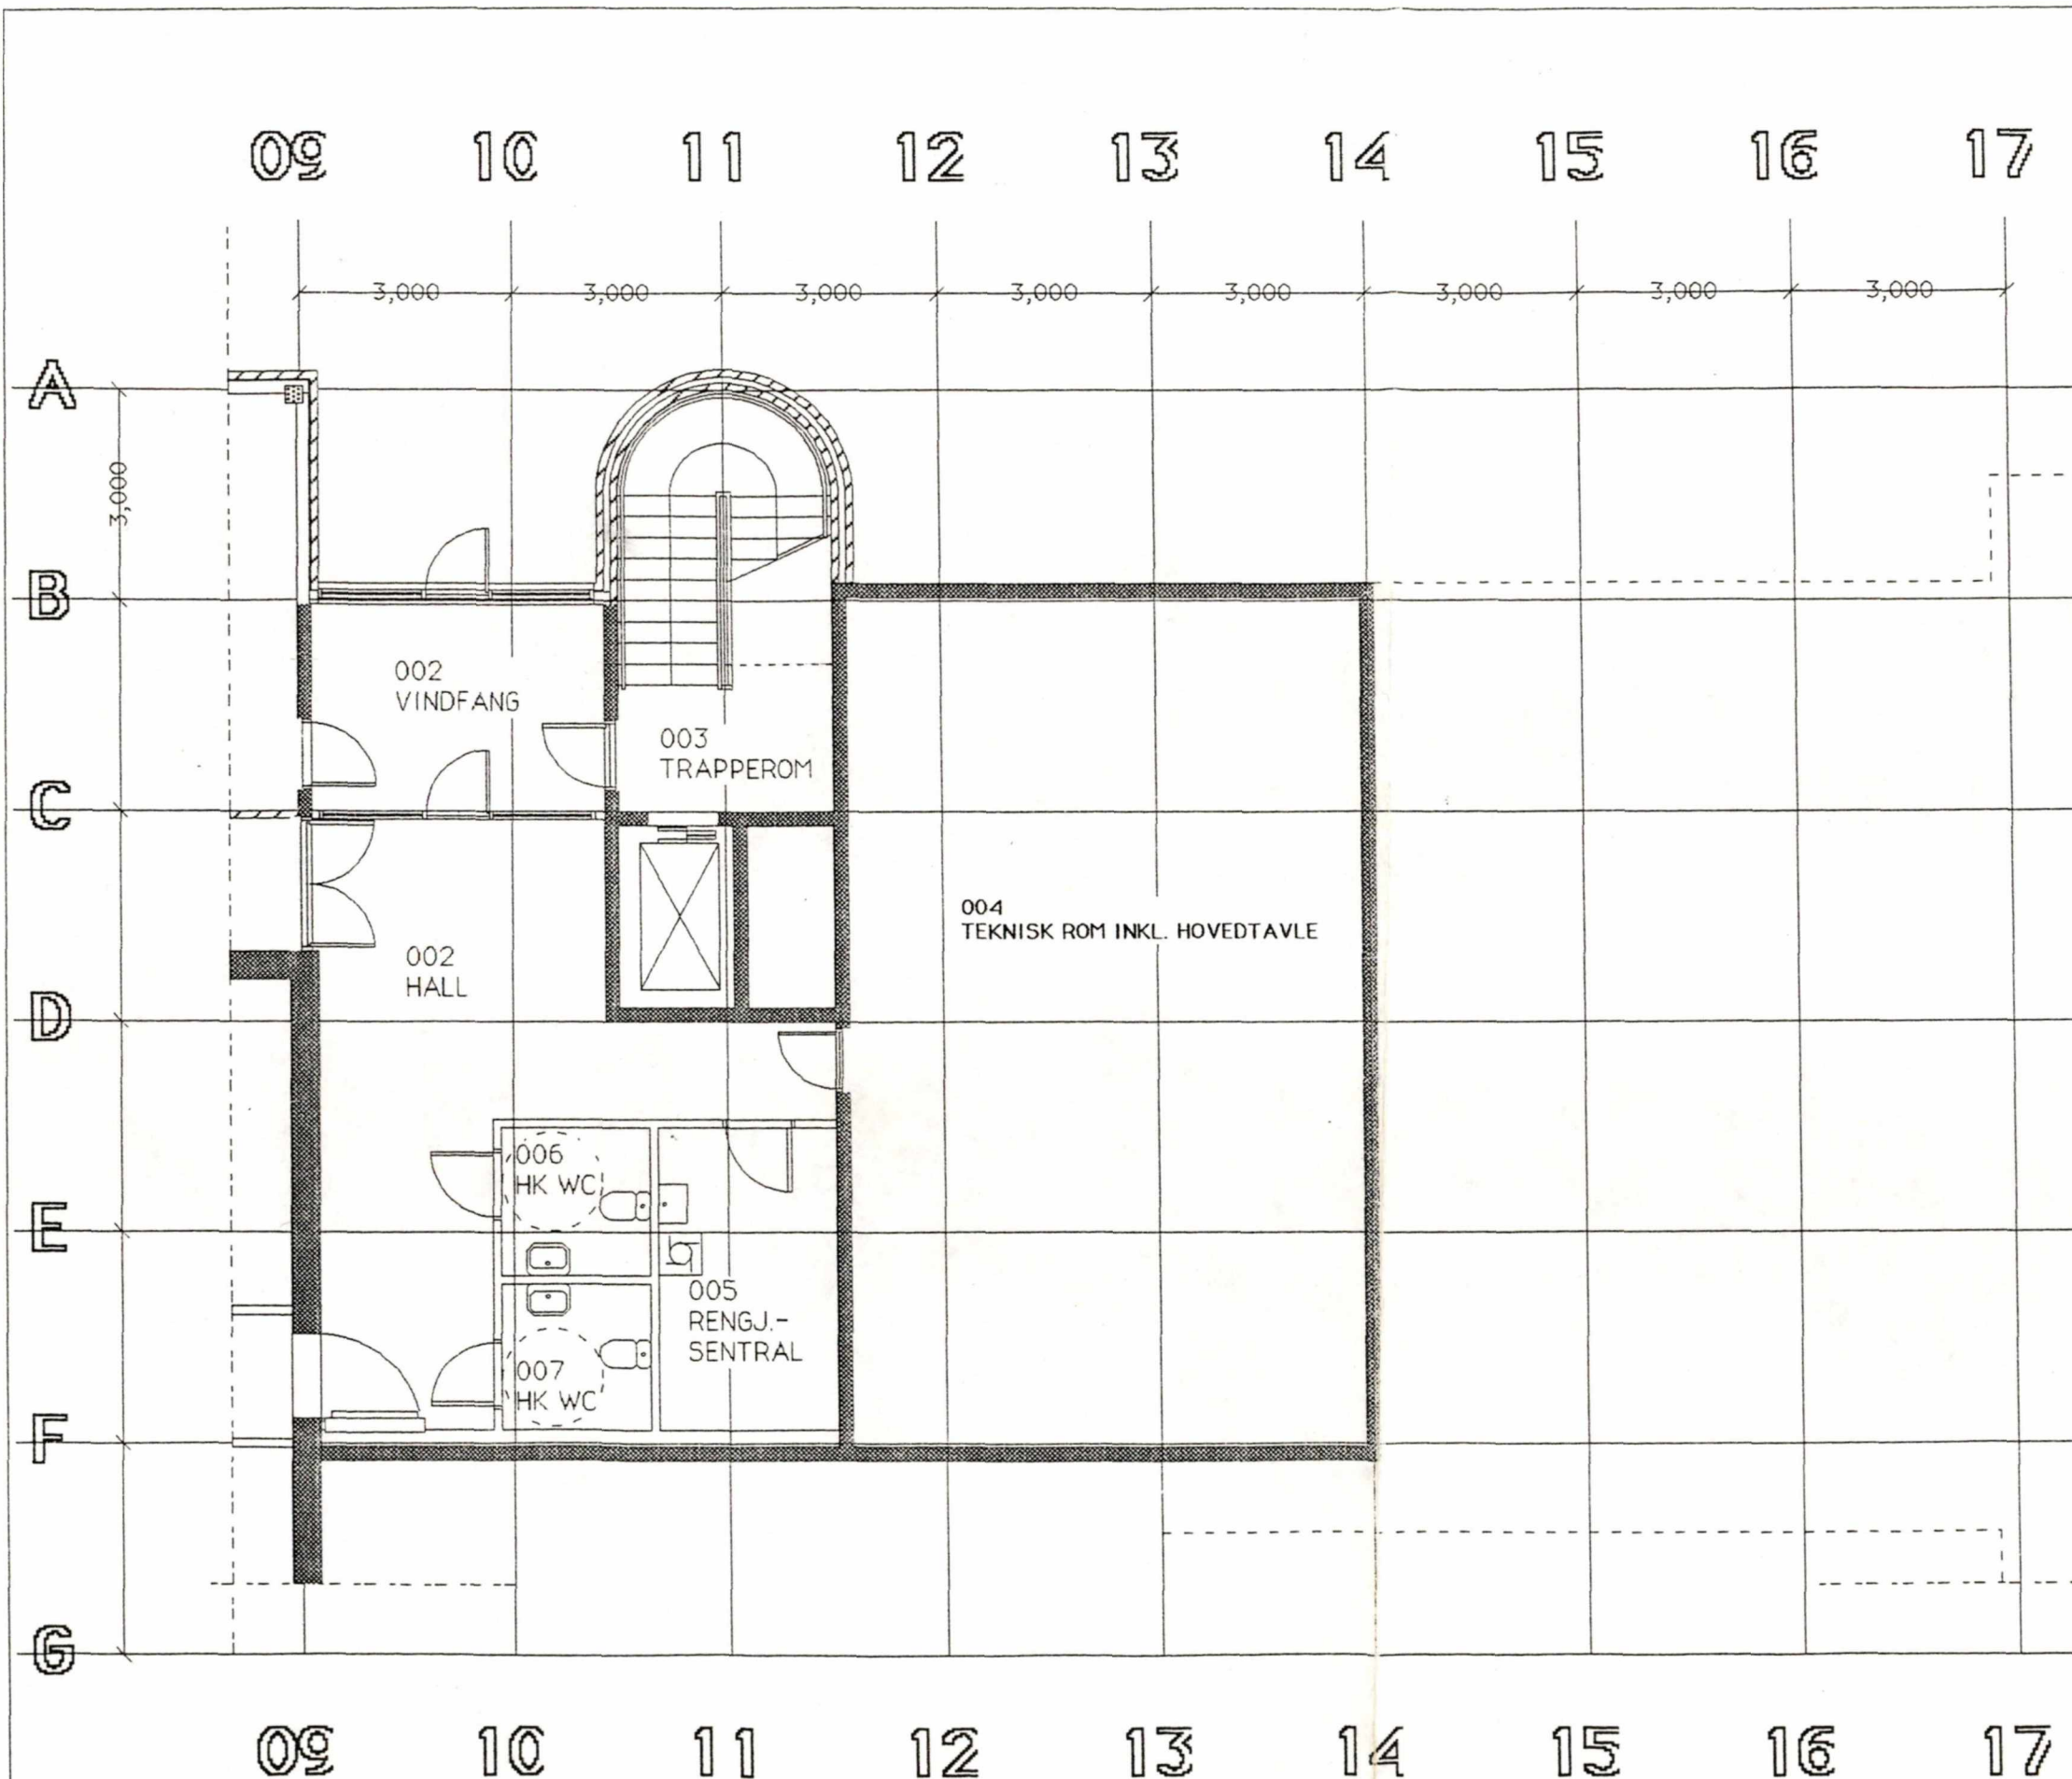 09 10 11 12 13 14 15 16 17
3,000 3,000 3,000 3,000 3,000 3,000 3,000 3,000
A
3,000
B
002
VINDFANG
003
TRAPPEROM
C
004
TEKNISK ROM INKL. HOVEDTAVLE
002
HALL
D
006
HK WC
E
005
RENGJ.-
SENTRAL
007
HK WC
F
G
09 10 11 12 13 14 15 16 17